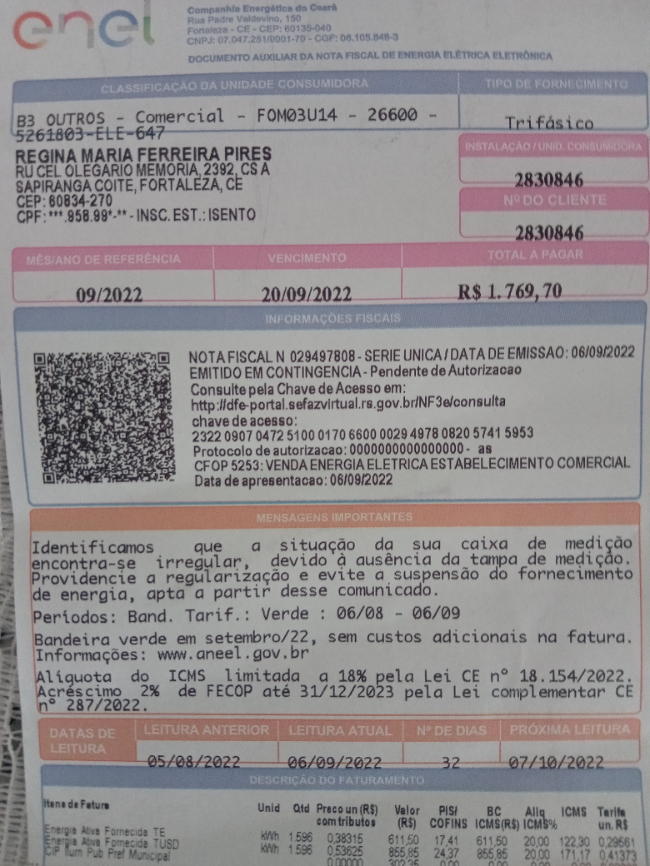 enel
Companhia Energética do Ceará
Rua Padre Valdevino, 150
Fortaleza - CE - CEP: 60135-040
CNPJ: 07.047.251/0001-70 - CGF: 06.105.848-3
DOCUMENTO AUXILIAR DA NOTA FISCAL DE ENERGIA ELÉTRICA ELETRÔNICA
CLASSIFICAÇÃO DA UNIDADE CONSUMIDORA
TIPO DE FORNECIMENTO
B3 OUTROS - Comercial - FOM03U14 - 26600 -
5261803-ELE-647
Trifásico
REGINA MARIA FERREIRA PIRES
RU CEL OLEGARIO MEMORIA, 2392, CS A
SAPIRANGA COITE, FORTALEZA, CE
CEP: 60834-270
CPF: ***.958.99*-** - INSC. EST.: ISENTO
INSTALAÇÃO / UNID. CONSUMIDORA
2830846
Nº DO CLIENTE
2830846
MÊS/ANO DE REFERÊNCIA
VENCIMENTO
TOTAL A PAGAR
09/2022
20/09/2022
R$ 1.769,70
INFORMAÇÕES FISCAIS
NOTA FISCAL N 029497808 - SERIE UNICA / DATA DE EMISSAO: 06/09/2022
EMITIDO EM CONTINGENCIA - Pendente de Autorizacao
Consulte pela Chave de Acesso em:
http://dfe-portal.sefazvirtual.rs.gov.br/NF3e/consulta
chave de acesso:
2322 0907 0472 5100 0170 6600 0029 4978 0820 5741 5953
Protocolo de autorizacao: 0000000000000000 - as
CFOP 5253: VENDA ENERGIA ELETRICA ESTABELECIMENTO COMERCIAL
Data de apresentacao: 06/09/2022
MENSAGENS IMPORTANTES
Identificamos que a situação da sua caixa de medição
encontra-se irregular, devido à ausência da tampa de medição.
Providencie a regularização e evite a suspensão do fornecimento
de energia, apta a partir desse comunicado.
Períodos: Band. Tarif.: Verde : 06/08 - 06/09
Bandeira verde em setembro/22, sem custos adicionais na fatura.
Informações: www.aneel.gov.br
Alíquota do ICMS limitada a 18% pela Lei CE nº 18.154/2022.
Acréscimo 2% de FECOP até 31/12/2023 pela Lei complementar CE
nº 287/2022.
DATAS DE
LEITURA
LEITURA ANTERIOR
LEITURA ATUAL
Nº DE DIAS
PRÓXIMA LEITURA
05/08/2022
06/09/2022
32
07/10/2022
DESCRIÇÃO DO FATURAMENTO
Itens de Fatura Unid Qtd Preco un (R$) com tributos Valor (R$) PIS/ COFINS BC ICMS(R$) Aliq ICMS% ICMS Tarifa un. R$
Energia Ativa Fornecida TE kWh 1.596 0,38315 611,50 17,41 611,50 20,00 122,30 0,29561
Energia Ativa Fornecida TUSD kWh 1.596 0,53625 855,85 24,37 855,85 20,00 171,17 0,41373
CIP Ilum Pub Pref Municipal